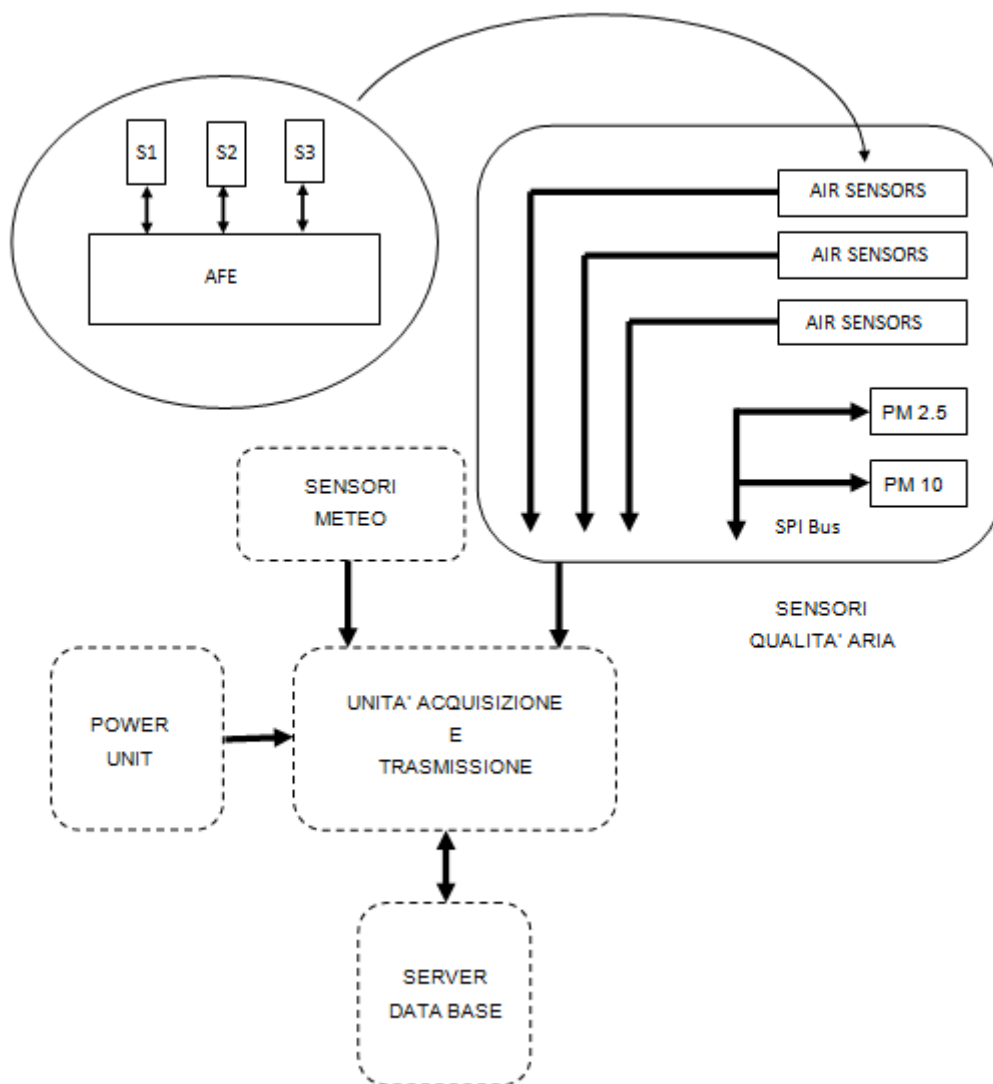 S1
S2
S3
AFE
AIR SENSORS
AIR SENSORS
AIR SENSORS
PM 2.5
PM 10
SPI Bus
SENSORI
METEO
SENSORI
QUALITA' ARIA
POWER
UNIT
UNITA' ACQUISIZIONE
E
TRASMISSIONE
SERVER
DATA BASE